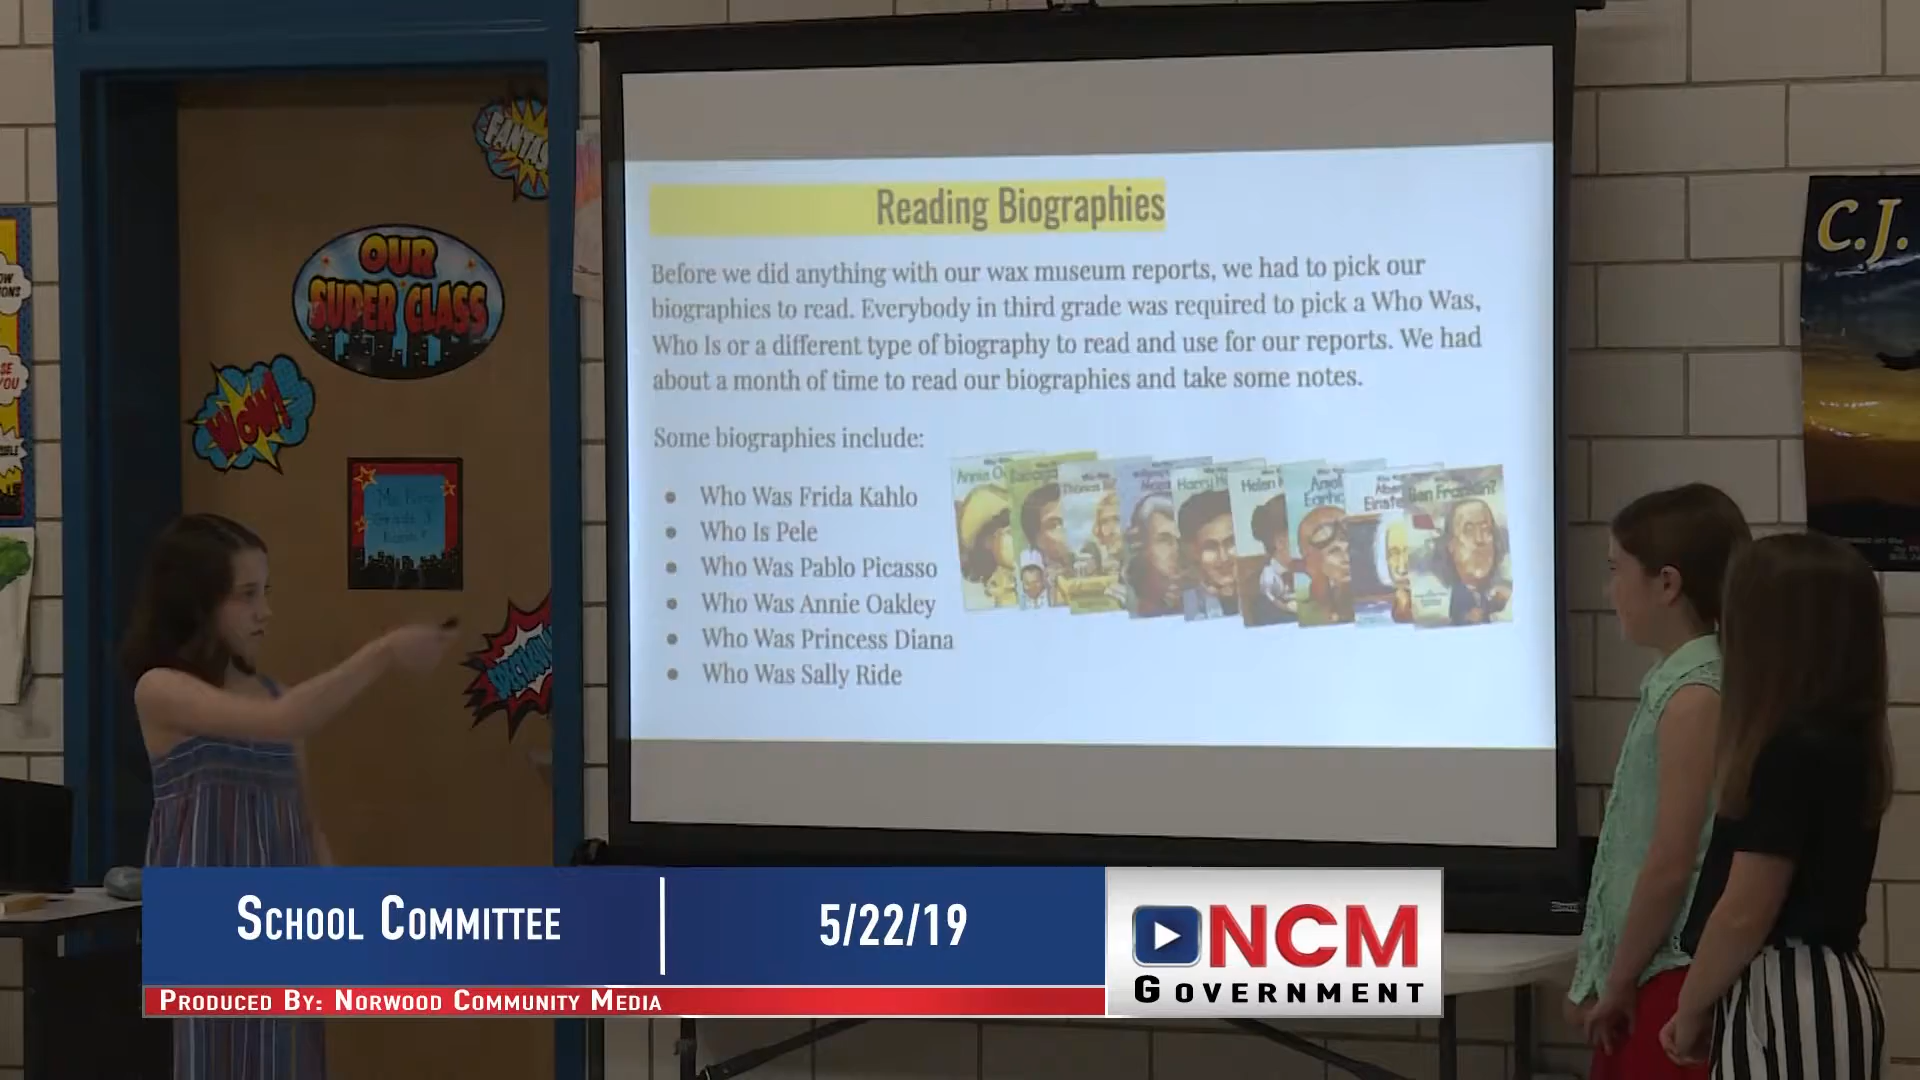 FANTAS
OUR
SUPER CLASS
WOW!
Grade 3
Reading Biographies
Before we did anything with our wax museum reports, we had to pick our
biographies to read. Everybody in third grade was required to pick a Who Was,
Who Is or a different type of biography to read and use for our reports. We had
about a month of time to read our biographies and take some notes.
Some biographies include:
• Who Was Frida Kahlo
• Who Is Pele
• Who Was Pablo Picasso
• Who Was Annie Oakley
• Who Was Princess Diana
• Who Was Sally Ride
Ben Franklin?
C.J.
SCHOOL COMMITTEE
5/22/19
NCM
GOVERNMENT
PRODUCED BY: NORWOOD COMMUNITY MEDIA